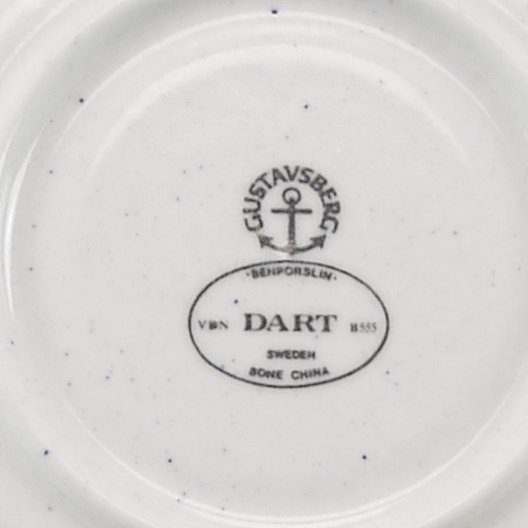 GUSTAVSBERG
·BENPORSLIN·
VBN DART B555
SWEDEN
BONE CHINA